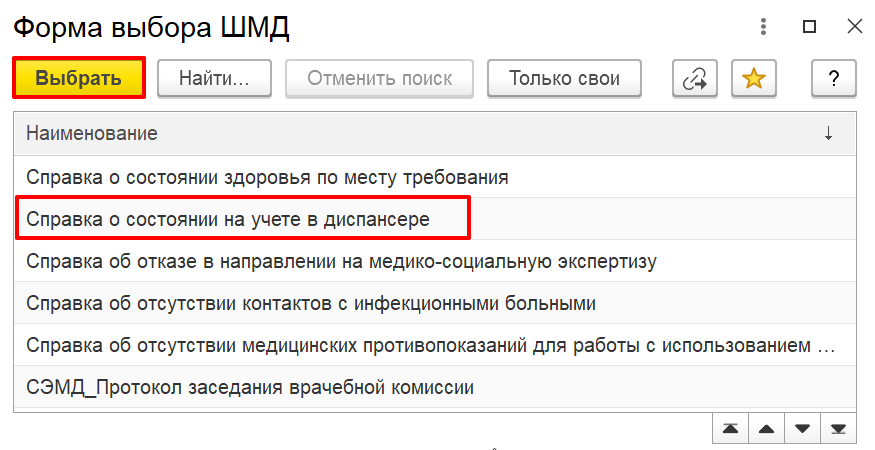 Форма выбора ШМД
Выбрать Найти... Отменить поиск Только свои ?
Наименование
Справка о состоянии здоровья по месту требования
Справка о состоянии на учете в диспансере
Справка об отказе в направлении на медико-социальную экспертизу
Справка об отсутствии контактов с инфекционными больными
Справка об отсутствии медицинских противопоказаний для работы с использованием ...
СЭМД_Протокол заседания врачебной комиссии